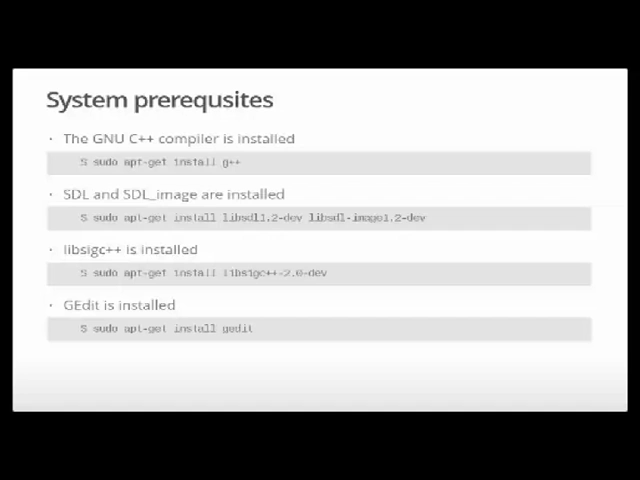 System prerequsites
· The GNU C++ compiler is installed
$ sudo apt-get install g++
· SDL and SDL_image are installed
$ sudo apt-get install libsdl1.2-dev libsdl-image1.2-dev
· libsigc++ is installed
$ sudo apt-get install libsigc++-2.0-dev
· GEdit is installed
$ sudo apt-get install gedit